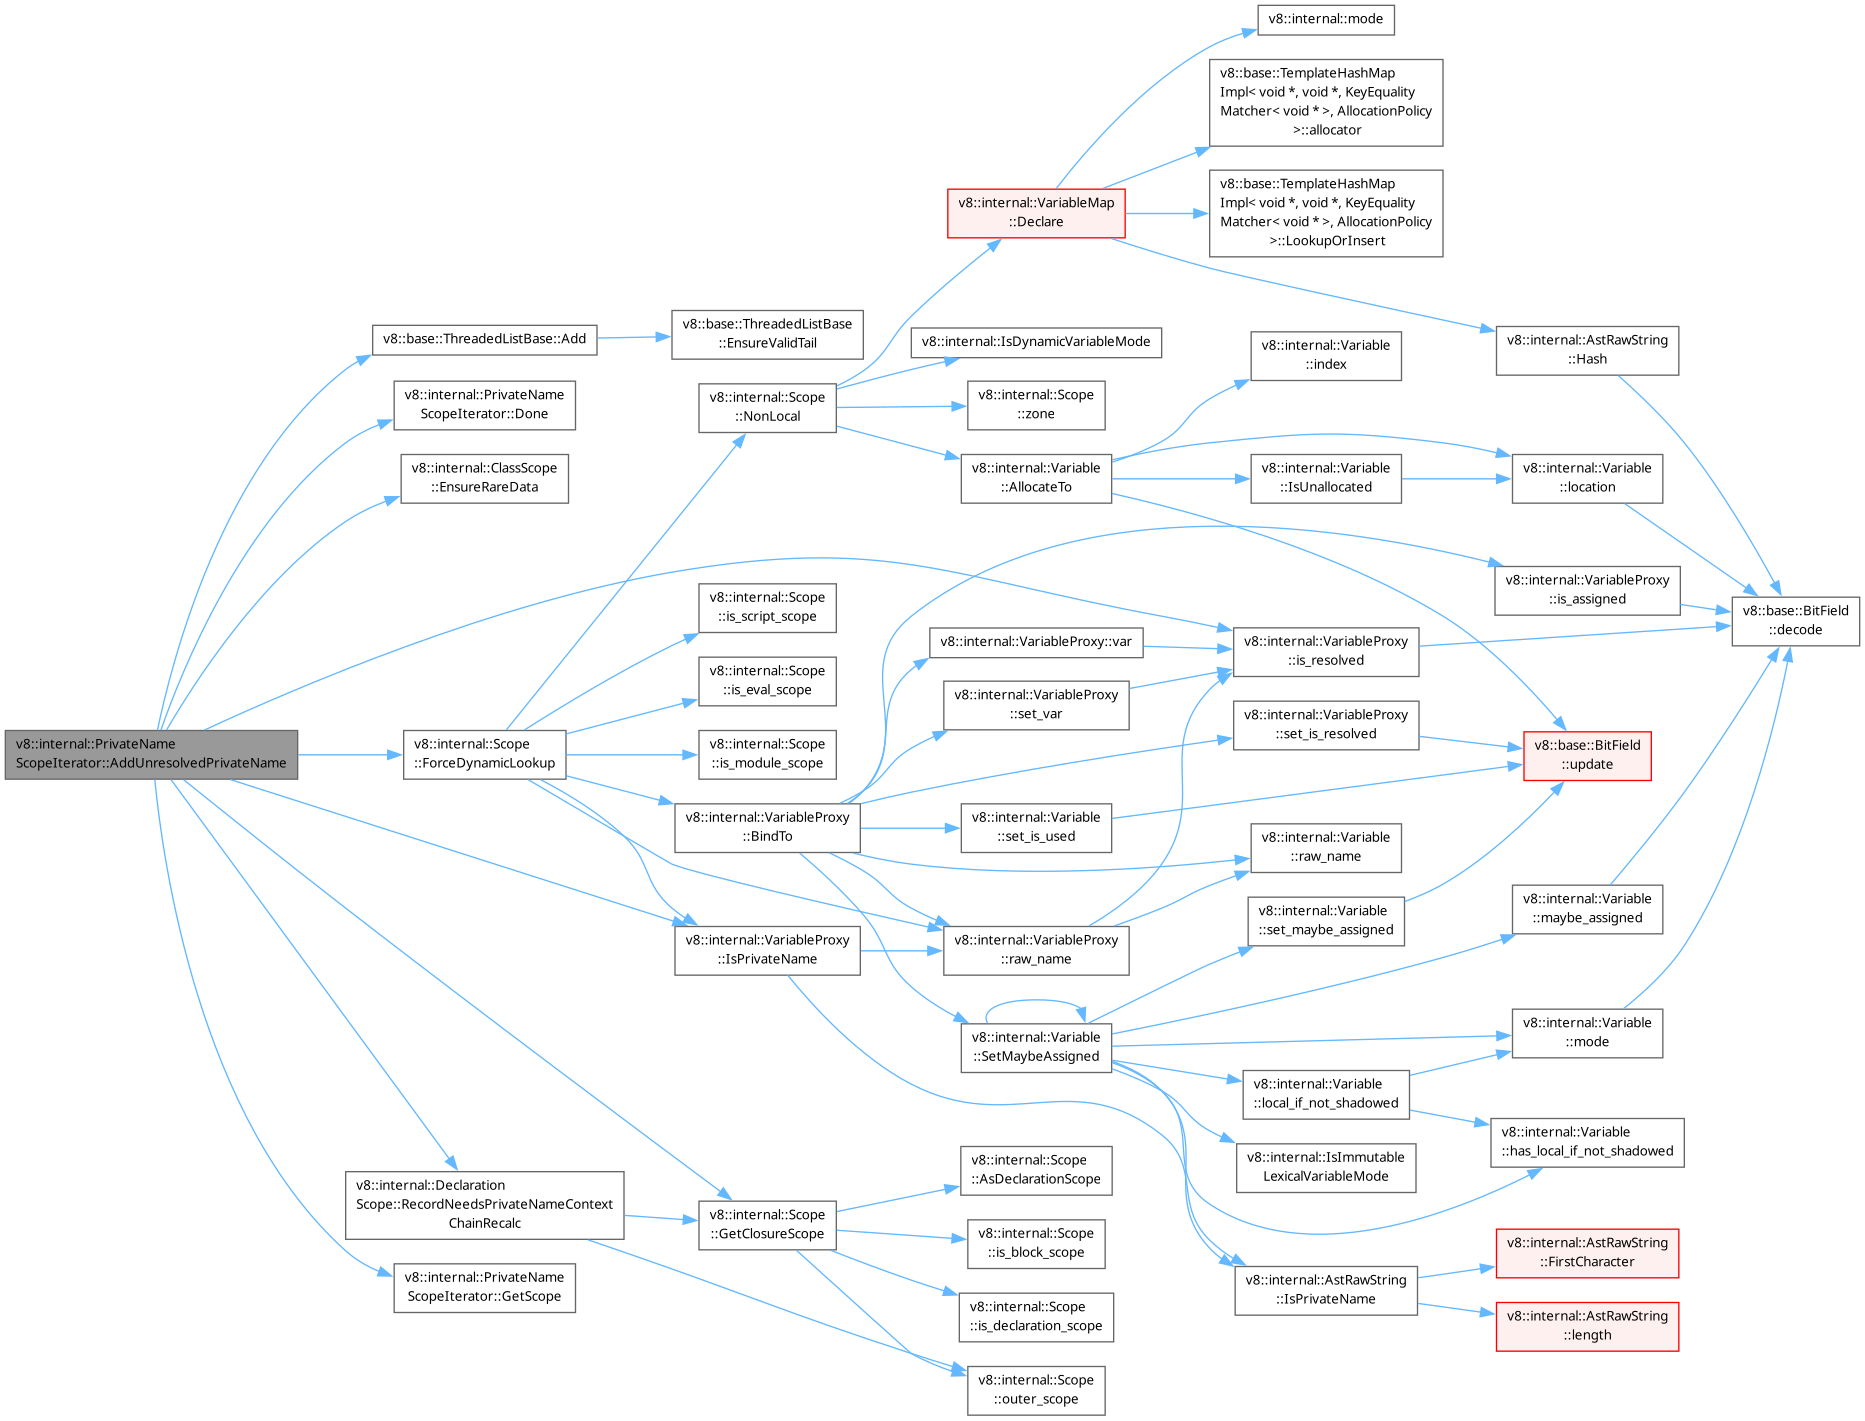 v8::internal::mode
v8::base::TemplateHashMap
Impl< void *, void *, KeyEquality
Matcher< void * >, AllocationPolicy
>::allocator
v8::internal::VariableMap
::Declare
v8::base::TemplateHashMap
Impl< void *, void *, KeyEquality
Matcher< void * >, AllocationPolicy
>::LookupOrInsert
v8::base::ThreadedListBase::Add
v8::base::ThreadedListBase
::EnsureValidTail
v8::internal::IsDynamicVariableMode
v8::internal::Variable
::index
v8::internal::AstRawString
::Hash
v8::internal::PrivateName
ScopeIterator::Done
v8::internal::Scope
::NonLocal
v8::internal::Scope
::zone
v8::internal::ClassScope
::EnsureRareData
v8::internal::Variable
::AllocateTo
v8::internal::Variable
::IsUnallocated
v8::internal::Variable
::location
v8::internal::Scope
::is_script_scope
v8::internal::VariableProxy
::is_assigned
v8::base::BitField
::decode
v8::internal::VariableProxy::var
v8::internal::VariableProxy
::is_resolved
v8::internal::Scope
::is_eval_scope
v8::internal::VariableProxy
::set_var
v8::internal::PrivateName
ScopeIterator::AddUnresolvedPrivateName
v8::internal::Scope
::ForceDynamicLookup
v8::internal::Scope
::is_module_scope
v8::internal::VariableProxy
::set_is_resolved
v8::base::BitField
::update
v8::internal::VariableProxy
::BindTo
v8::internal::Variable
::set_is_used
v8::internal::Variable
::raw_name
v8::internal::VariableProxy
::IsPrivateName
v8::internal::VariableProxy
::raw_name
v8::internal::Variable
::set_maybe_assigned
v8::internal::Variable
::maybe_assigned
v8::internal::Variable
::SetMaybeAssigned
v8::internal::Variable
::mode
v8::internal::Variable
::local_if_not_shadowed
v8::internal::Variable
::has_local_if_not_shadowed
v8::internal::IsImmutable
LexicalVariableMode
v8::internal::Declaration
Scope::RecordNeedsPrivateNameContext
ChainRecalc
v8::internal::Scope
::GetClosureScope
v8::internal::Scope
::AsDeclarationScope
v8::internal::Scope
::is_block_scope
v8::internal::AstRawString
::FirstCharacter
v8::internal::PrivateName
ScopeIterator::GetScope
v8::internal::Scope
::is_declaration_scope
v8::internal::AstRawString
::IsPrivateName
v8::internal::AstRawString
::length
v8::internal::Scope
::outer_scope